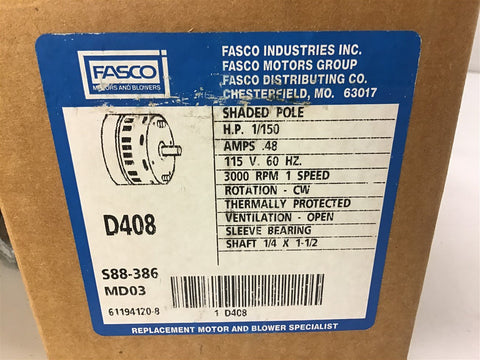 FASCO
MOTORS AND BLOWERS
FASCO INDUSTRIES INC.
FASCO MOTORS GROUP
FASCO DISTRIBUTING CO.
CHESTERFIELD, MO. 63017
SHADED POLE
H.P. 1/150
AMPS .48
115 V. 60 HZ.
3000 RPM 1 SPEED
ROTATION - CW
THERMALLY PROTECTED
VENTILATION - OPEN
SLEEVE BEARING
SHAFT 1/4 X 1-1/2
D408
S88-386
MD03
61194120-8
1 D408
REPLACEMENT MOTOR AND BLOWER SPECIALIST